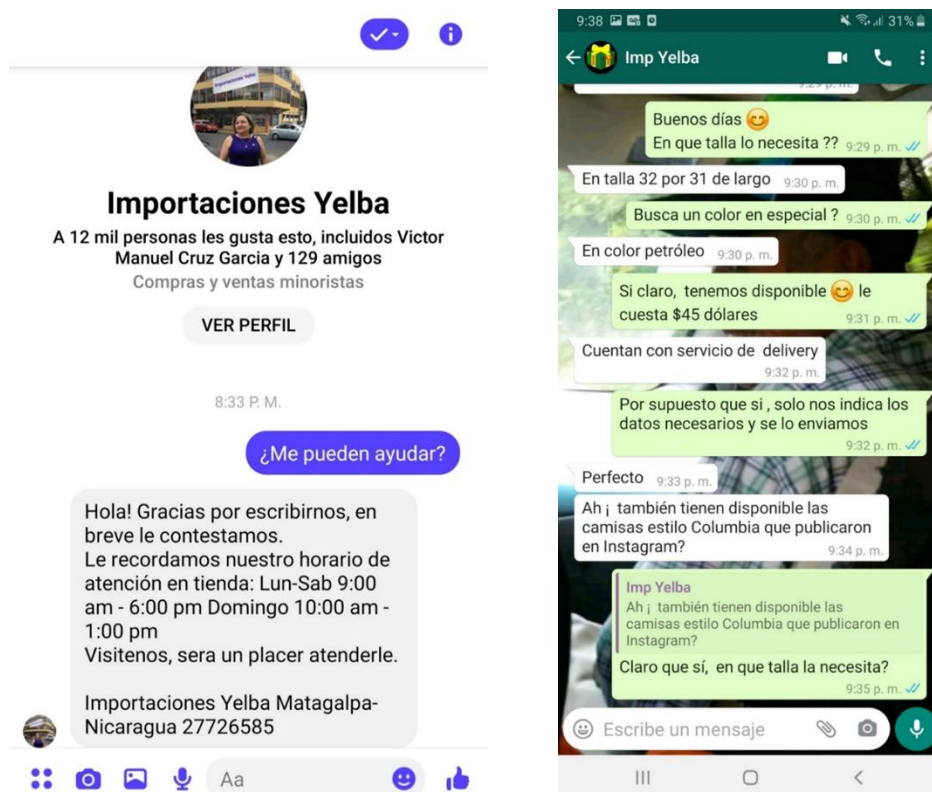 Importaciones Yelba
Importaciones Yelba
A 12 mil personas les gusta esto, incluidos Victor
Manuel Cruz Garcia y 129 amigos
Compras y ventas minoristas
VER PERFIL
8:33 P. M.
¿Me pueden ayudar?
Hola! Gracias por escribirnos, en
breve le contestamos.
Le recordamos nuestro horario de
atención en tienda: Lun-Sab 9:00
am - 6:00 pm Domingo 10:00 am -
1:00 pm
Visitenos, sera un placer atenderle.
Importaciones Yelba Matagalpa-
Nicaragua 27726585
Aa
9:38 31%
Imp Yelba
9:29 p. m.
Buenos días
En que talla lo necesita ?? 9:29 p. m.
En talla 32 por 31 de largo 9:30 p. m.
Busca un color en especial ? 9:30 p. m.
En color petróleo 9:30 p. m.
Si claro, tenemos disponible le
cuesta $45 dólares 9:31 p. m.
Cuentan con servicio de delivery
9:32 p. m.
Por supuesto que si , solo nos indica los
datos necesarios y se lo enviamos
9:32 p. m.
Perfecto 9:33 p. m.
Ah ¡ también tienen disponible las
camisas estilo Columbia que publicaron
en Instagram? 9:34 p. m.
Imp Yelba
Ah ¡ también tienen disponible las
camisas estilo Columbia que publicaron en
Instagram?
Claro que sí, en que talla la necesita?
9:35 p. m.
Escribe un mensaje